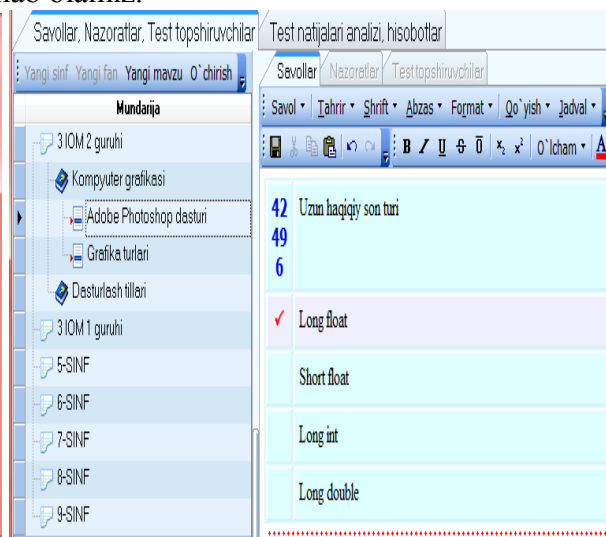 Savollar, Nazoratlar, Test topshiruvchilar
Test natijalari analizi, hisobotlar
Yangi sinf Yangi fan Yangi mavzu O`chirish
Mundarija
3 IOM 2 guruhi
Kompyuter grafikasi
Adobe Photoshop dasturi
Grafika turlari
Dasturlash tillari
3 IOM 1 guruhi
5-SINF
6-SINF
7-SINF
8-SINF
9-SINF
Savollar Nazoratlar Test topshiruvchilar
Savol Tahrir Shrift Abzas Format Qo`yish Jadval
B I U O x₂ x² O`lcham A
42
49
6
Uzun haqiqiy son turi
Long float
Short float
Long int
Long double